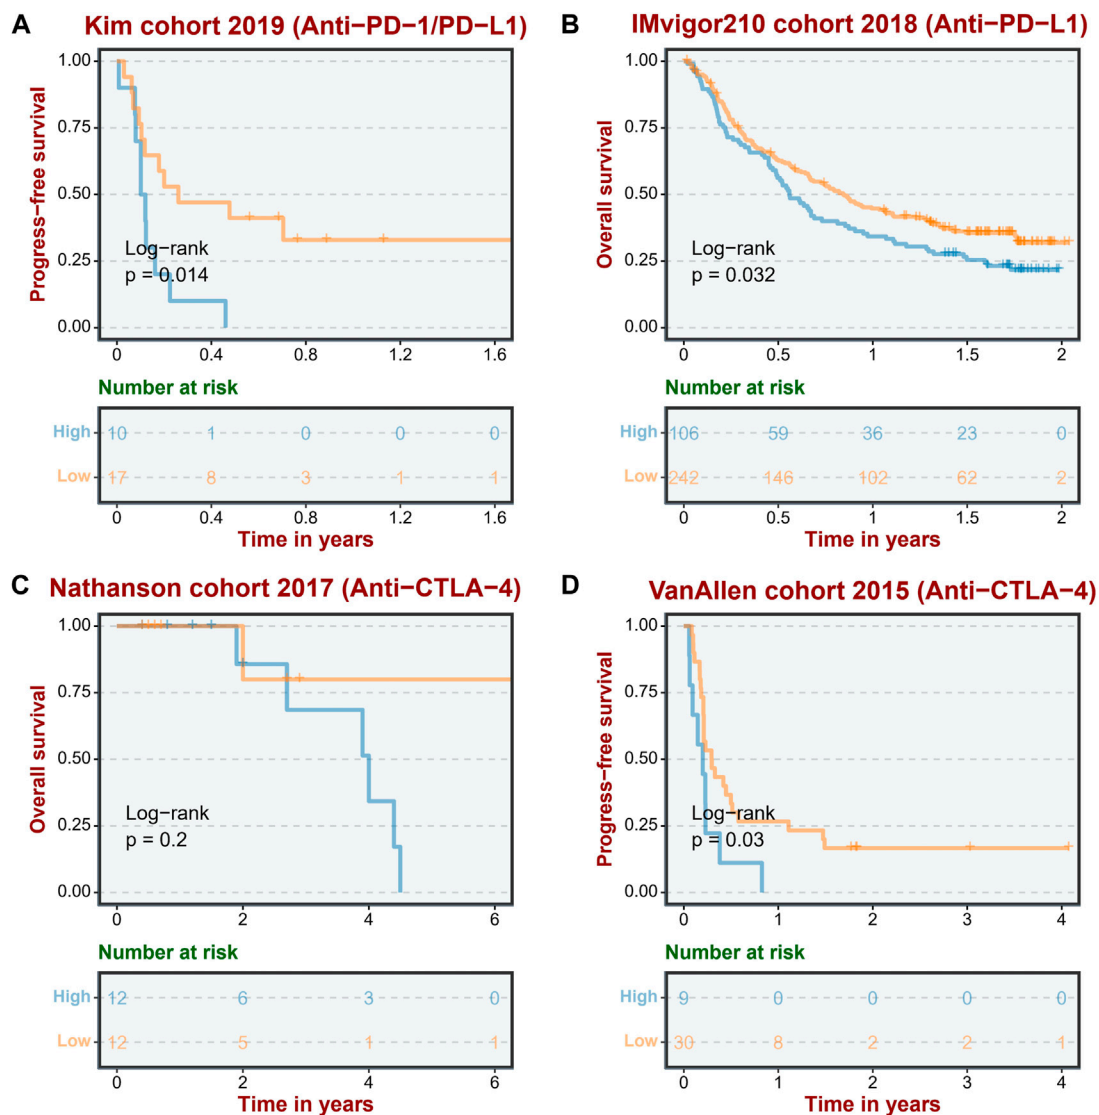 A
Kim cohort 2019 (Anti−PD−1/PD−L1)
Progress−free survival
1.00
0.75
0.50
0.25
0.00
Log−rank
p = 0.014
0 0.4 0.8 1.2 1.6
Number at risk
High 10 1 0 0 0
Low 17 8 3 1 1
0 0.4 0.8 1.2 1.6
Time in years
B
IMvigor210 cohort 2018 (Anti−PD−L1)
Overall survival
1.00
0.75
0.50
0.25
0.00
Log−rank
p = 0.032
0 0.5 1 1.5 2
Number at risk
High 106 59 36 23 0
Low 242 146 102 62 2
0 0.5 1 1.5 2
Time in years
C
Nathanson cohort 2017 (Anti−CTLA−4)
Overall survival
1.00
0.75
0.50
0.25
0.00
Log−rank
p = 0.2
0 2 4 6
Number at risk
High 12 6 3 0
Low 12 5 1 1
0 2 4 6
Time in years
D
VanAllen cohort 2015 (Anti−CTLA−4)
Progress−free survival
1.00
0.75
0.50
0.25
0.00
Log−rank
p = 0.03
0 1 2 3 4
Number at risk
High 9 0 0 0 0
Low 30 8 2 2 1
0 1 2 3 4
Time in years